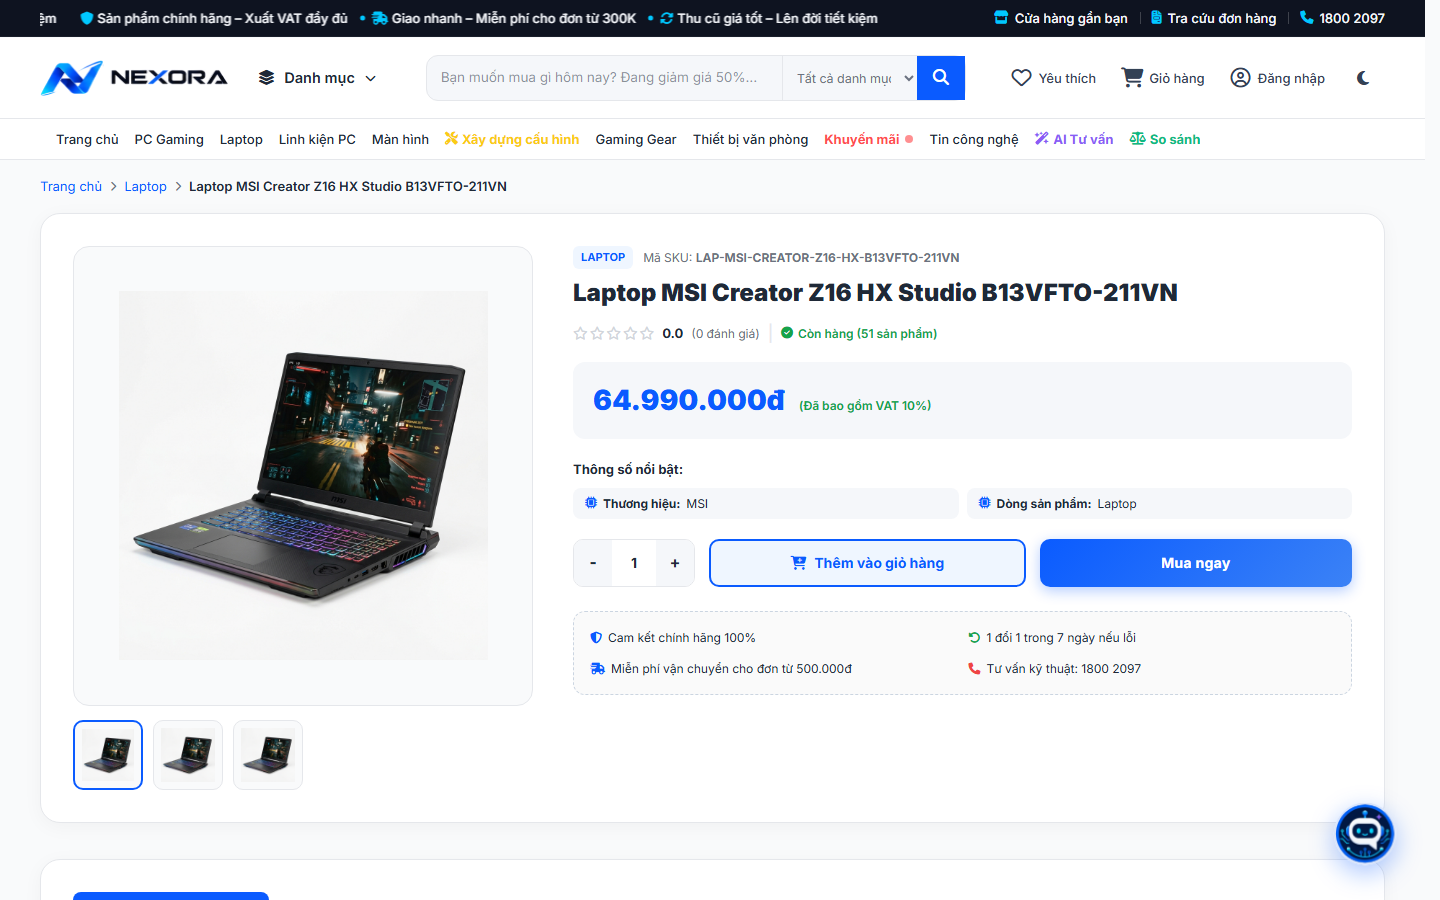 ệm Sản phẩm chính hãng – Xuất VAT đầy đủ • Giao nhanh – Miễn phí cho đơn từ 300K • Thu cũ giá tốt – Lên đời tiết kiệm
Cửa hàng gần bạn Tra cứu đơn hàng 1800 2097
NEXORA
Danh mục
Bạn muốn mua gì hôm nay? Đang giảm giá 50%...
Tất cả danh mục
Yêu thích
Giỏ hàng
Đăng nhập
Trang chủ PC Gaming Laptop Linh kiện PC Màn hình Xây dựng cấu hình Gaming Gear Thiết bị văn phòng Khuyến mãi Tin công nghệ AI Tư vấn So sánh
Trang chủ > Laptop > Laptop MSI Creator Z16 HX Studio B13VFTO-211VN
LAPTOP Mã SKU: LAP-MSI-CREATOR-Z16-HX-B13VFTO-211VN
Laptop MSI Creator Z16 HX Studio B13VFTO-211VN
0.0 (0 đánh giá) Còn hàng (51 sản phẩm)
64.990.000đ (Đã bao gồm VAT 10%)
Thông số nổi bật:
Thương hiệu: MSI
Dòng sản phẩm: Laptop
- 1 +
Thêm vào giỏ hàng
Mua ngay
Cam kết chính hãng 100%
1 đổi 1 trong 7 ngày nếu lỗi
Miễn phí vận chuyển cho đơn từ 500.000đ
Tư vấn kỹ thuật: 1800 2097